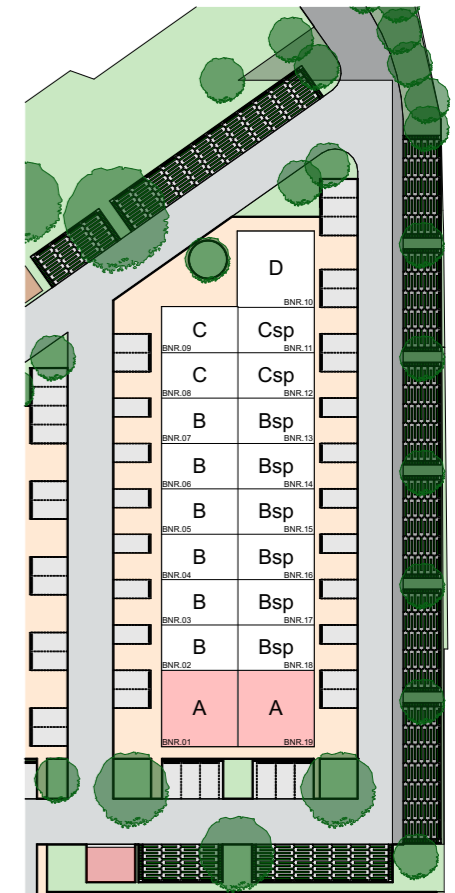 D
BNR.10
C Csp
BNR.09 BNR.11
C Csp
BNR.08 BNR.12
B Bsp
BNR.07 BNR.13
B Bsp
BNR.06 BNR.14
B Bsp
BNR.05 BNR.15
B Bsp
BNR.04 BNR.16
B Bsp
BNR.03 BNR.17
B Bsp
BNR.02 BNR.18
A A
BNR.01 BNR.19